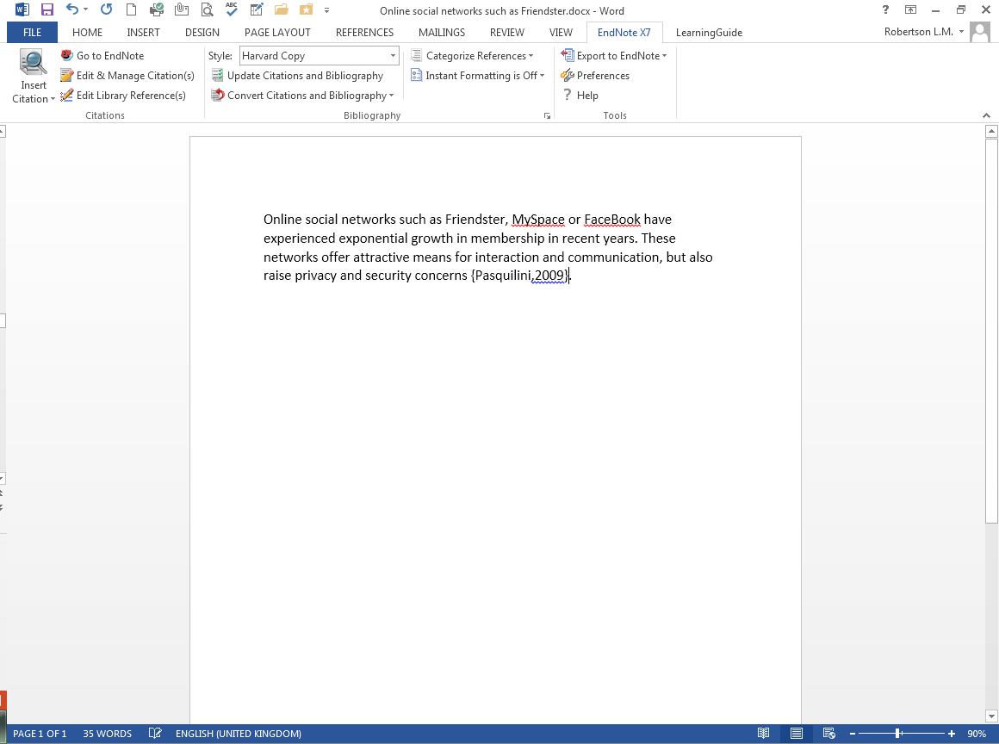 Online social networks such as Friendster.docx - Word
?
FILE HOME INSERT DESIGN PAGE LAYOUT REFERENCES MAILINGS REVIEW VIEW EndNote X7 LearningGuide Robertson L.M.
Insert Citation
Go to EndNote
Edit & Manage Citation(s)
Edit Library Reference(s)
Citations
Style: Harvard Copy
Update Citations and Bibliography
Convert Citations and Bibliography
Categorize References
Instant Formatting is Off
Bibliography
Export to EndNote
Preferences
? Help
Tools
Online social networks such as Friendster, MySpace or FaceBook have
experienced exponential growth in membership in recent years. These
networks offer attractive means for interaction and communication, but also
raise privacy and security concerns {Pasquilini,2009}.
PAGE 1 OF 1 35 WORDS ENGLISH (UNITED KINGDOM) 90%